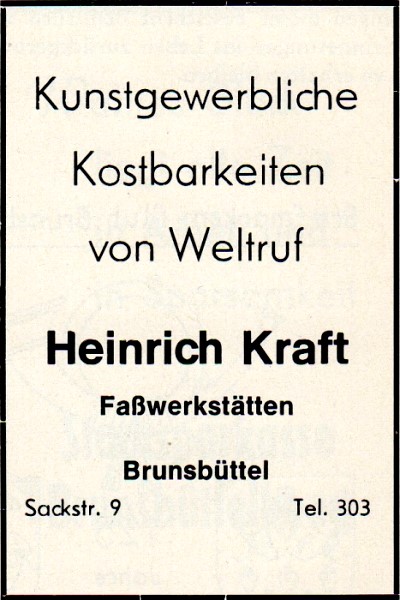 Kunstgewerbliche
Kostbarkeiten
von Weltruf
Heinrich Kraft
Faßwerkstätten
Brunsbüttel
Sackstr. 9 Tel. 303